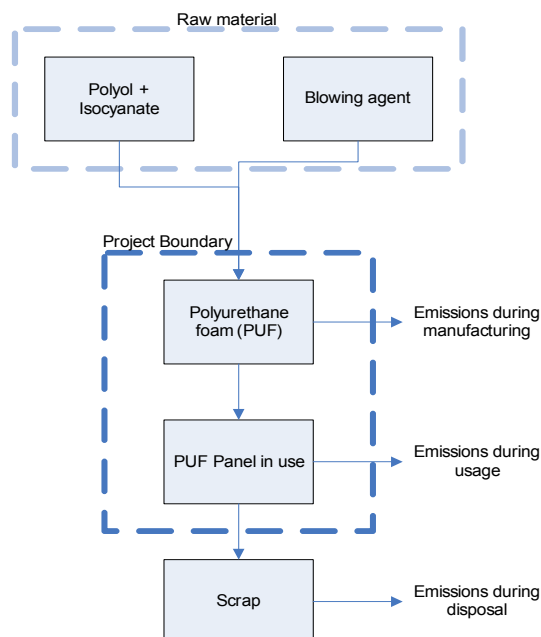 Raw material
Polyol +
Isocyanate
Blowing agent
Project Boundary
Polyurethane
foam (PUF)
Emissions during
manufacturing
PUF Panel in use
Emissions during
usage
Scrap
Emissions during
disposal